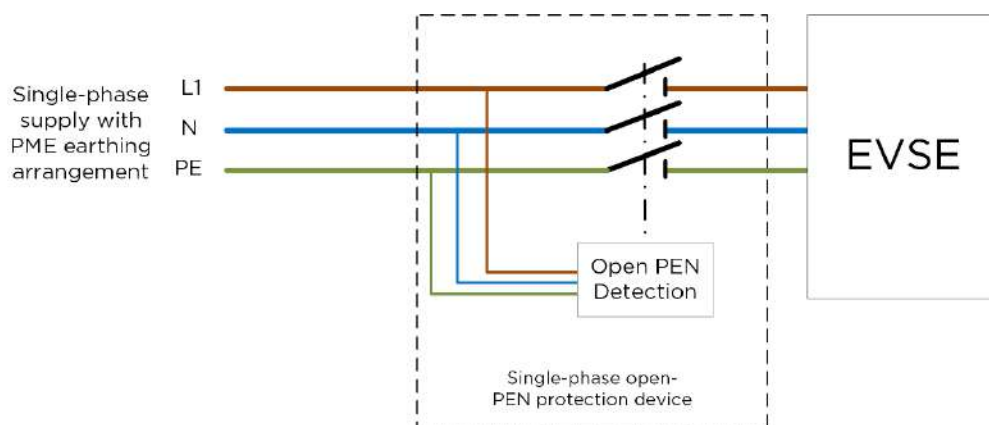 Single-phase
supply with
PME earthing
arrangement
L1
N
PE
EVSE
Open PEN
Detection
Single-phase open-
PEN protection device